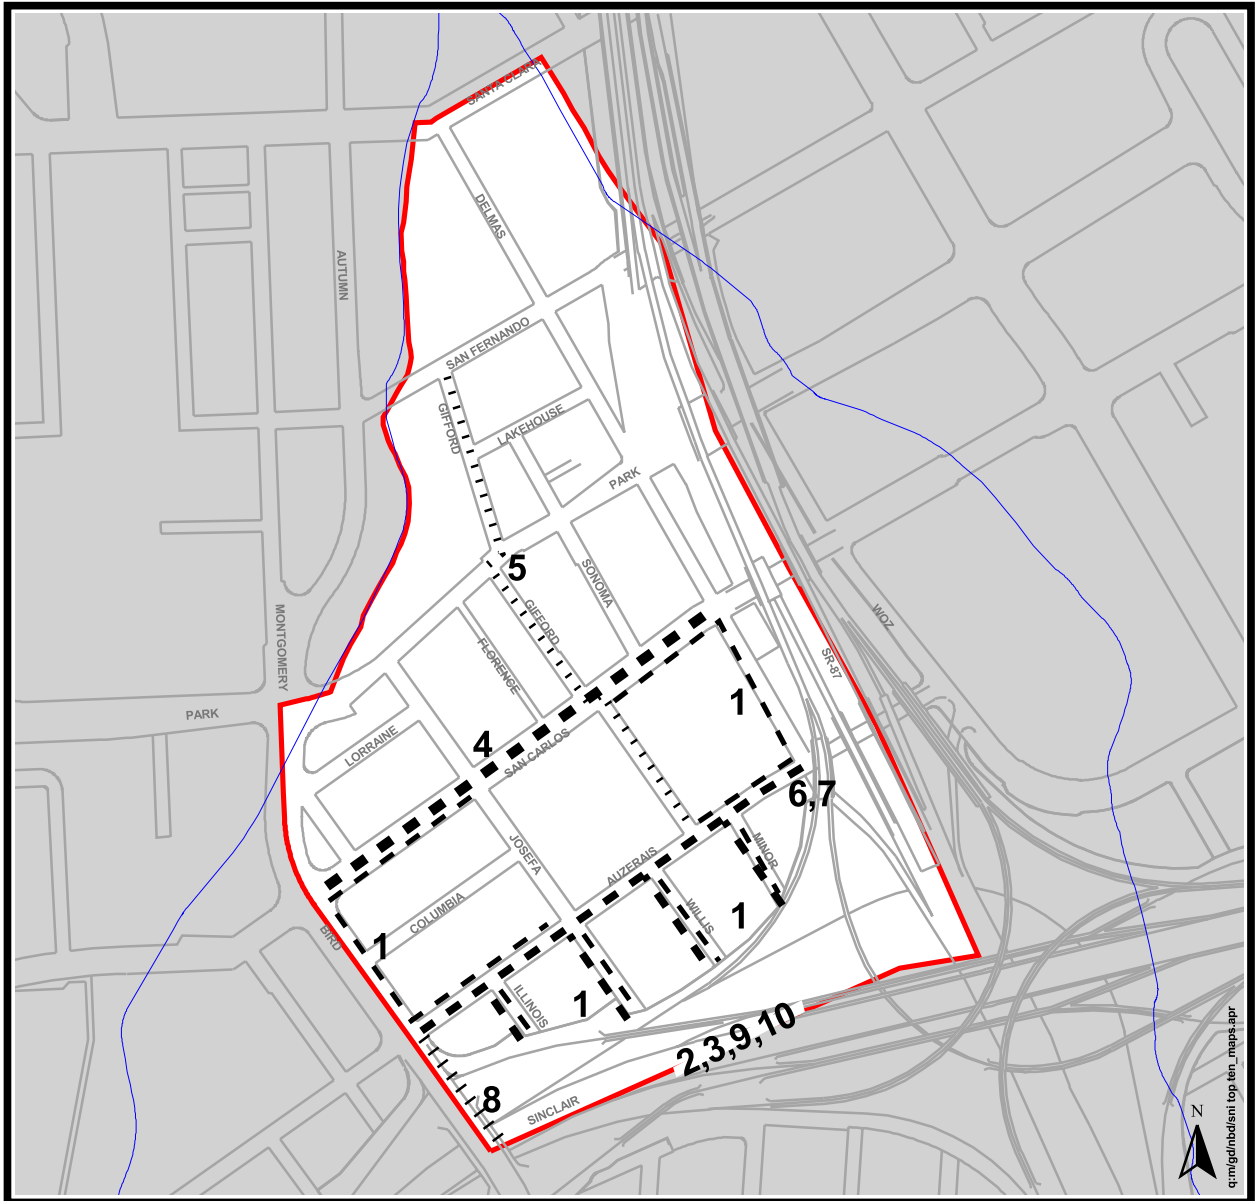 SANTA CLARA
DELMAS
AUTUMN
SAN FERNANDO
GIFFORD
LAKEHOUSE
PARK
5
SONOMA
GIFFORD
MONTGOMERY
FLORENCE
WOZ
SR-87
1
PARK
LORRAINE
4
SAN CARLOS
6,7
JOSEFA
MINOR
AUZERAIS
COLUMBIA
WILLIS
1
BIRD
1
ILLINOIS
1
2,3,9,10
8
SINCLAIR
N
q:m/gd/nbd/sni top ten_maps.apr